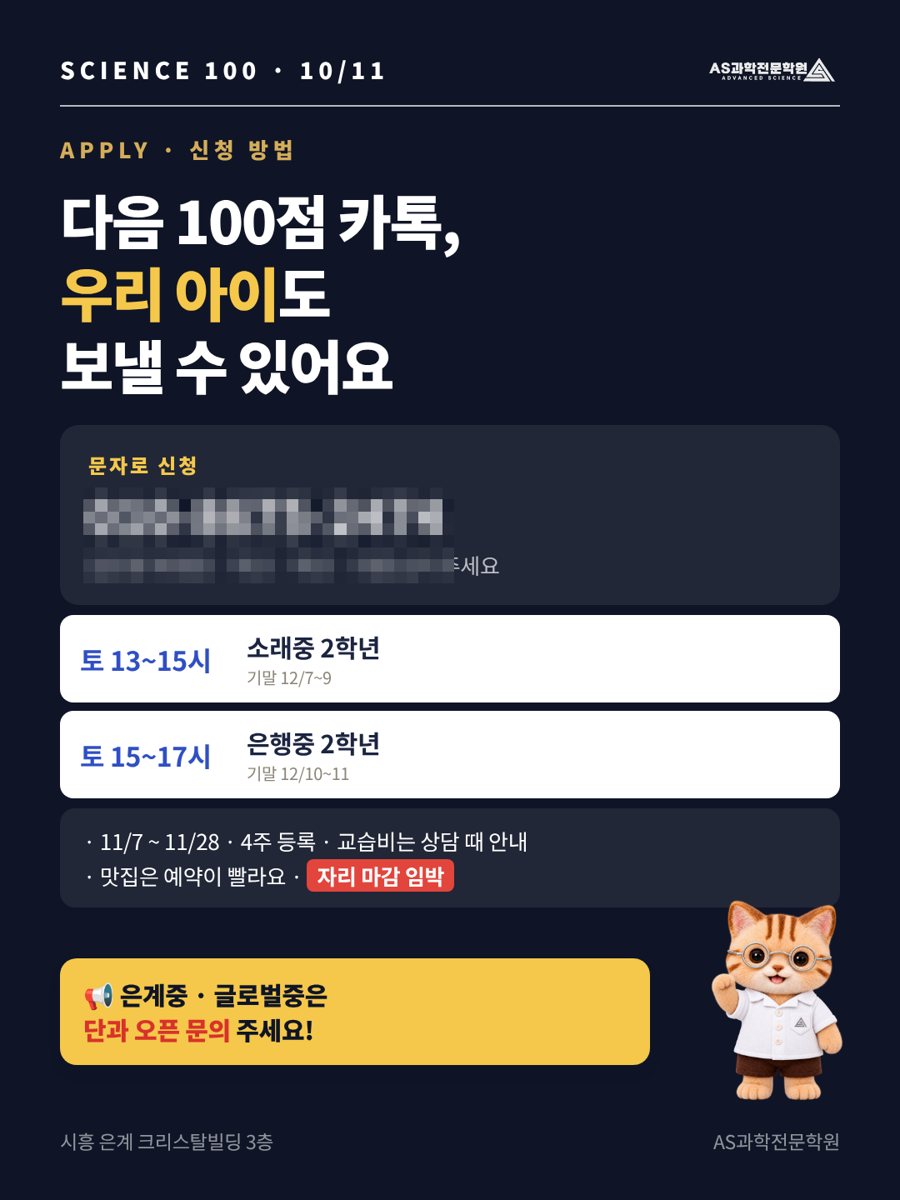 SCIENCE 100 · 10/11
AS과학전문학원
ADVANCED SCIENCE
APPLY · 신청 방법
다음 100점 카톡,
우리 아이도
보낼 수 있어요
문자로 신청
주세요
토 13~15시
소래중 2학년
기말 12/7~9
토 15~17시
은행중 2학년
기말 12/10~11
· 11/7 ~ 11/28 · 4주 등록 · 교습비는 상담 때 안내
· 맛집은 예약이 빨라요 · 자리 마감 임박
📢 은계중 · 글로벌중은
단과 오픈 문의 주세요!
시흥 은계 크리스탈빌딩 3층
AS과학전문학원